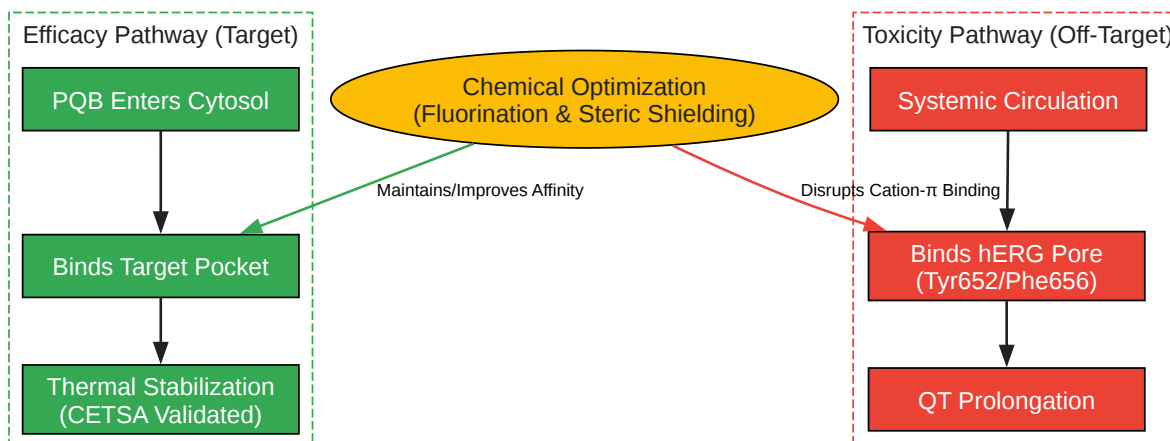 Efficacy Pathway (Target)
PQB Enters Cytosol
Binds Target Pocket
Thermal Stabilization
(CETSA Validated)
Chemical Optimization
(Fluorination & Steric Shielding)
Maintains/Improves Affinity
Disrupts Cation-π Binding
Toxicity Pathway (Off-Target)
Systemic Circulation
Binds hERG Pore
(Tyr652/Phe656)
QT Prolongation